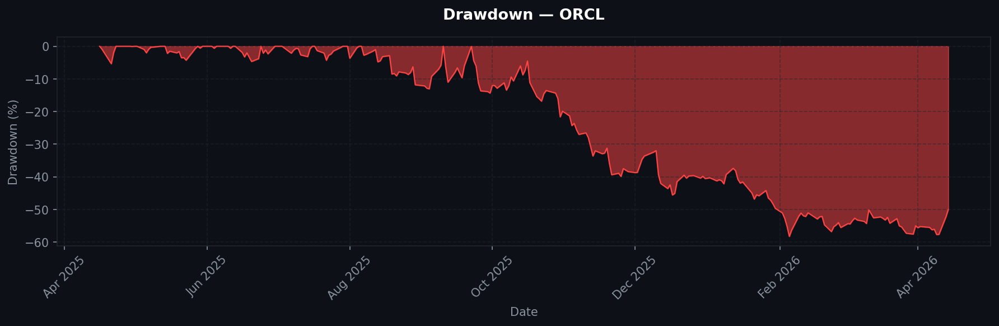 Drawdown — ORCL
Drawdown (%)
0
−10
−20
−30
−40
−50
−60
Apr 2025
Jun 2025
Aug 2025
Oct 2025
Dec 2025
Feb 2026
Apr 2026
Date